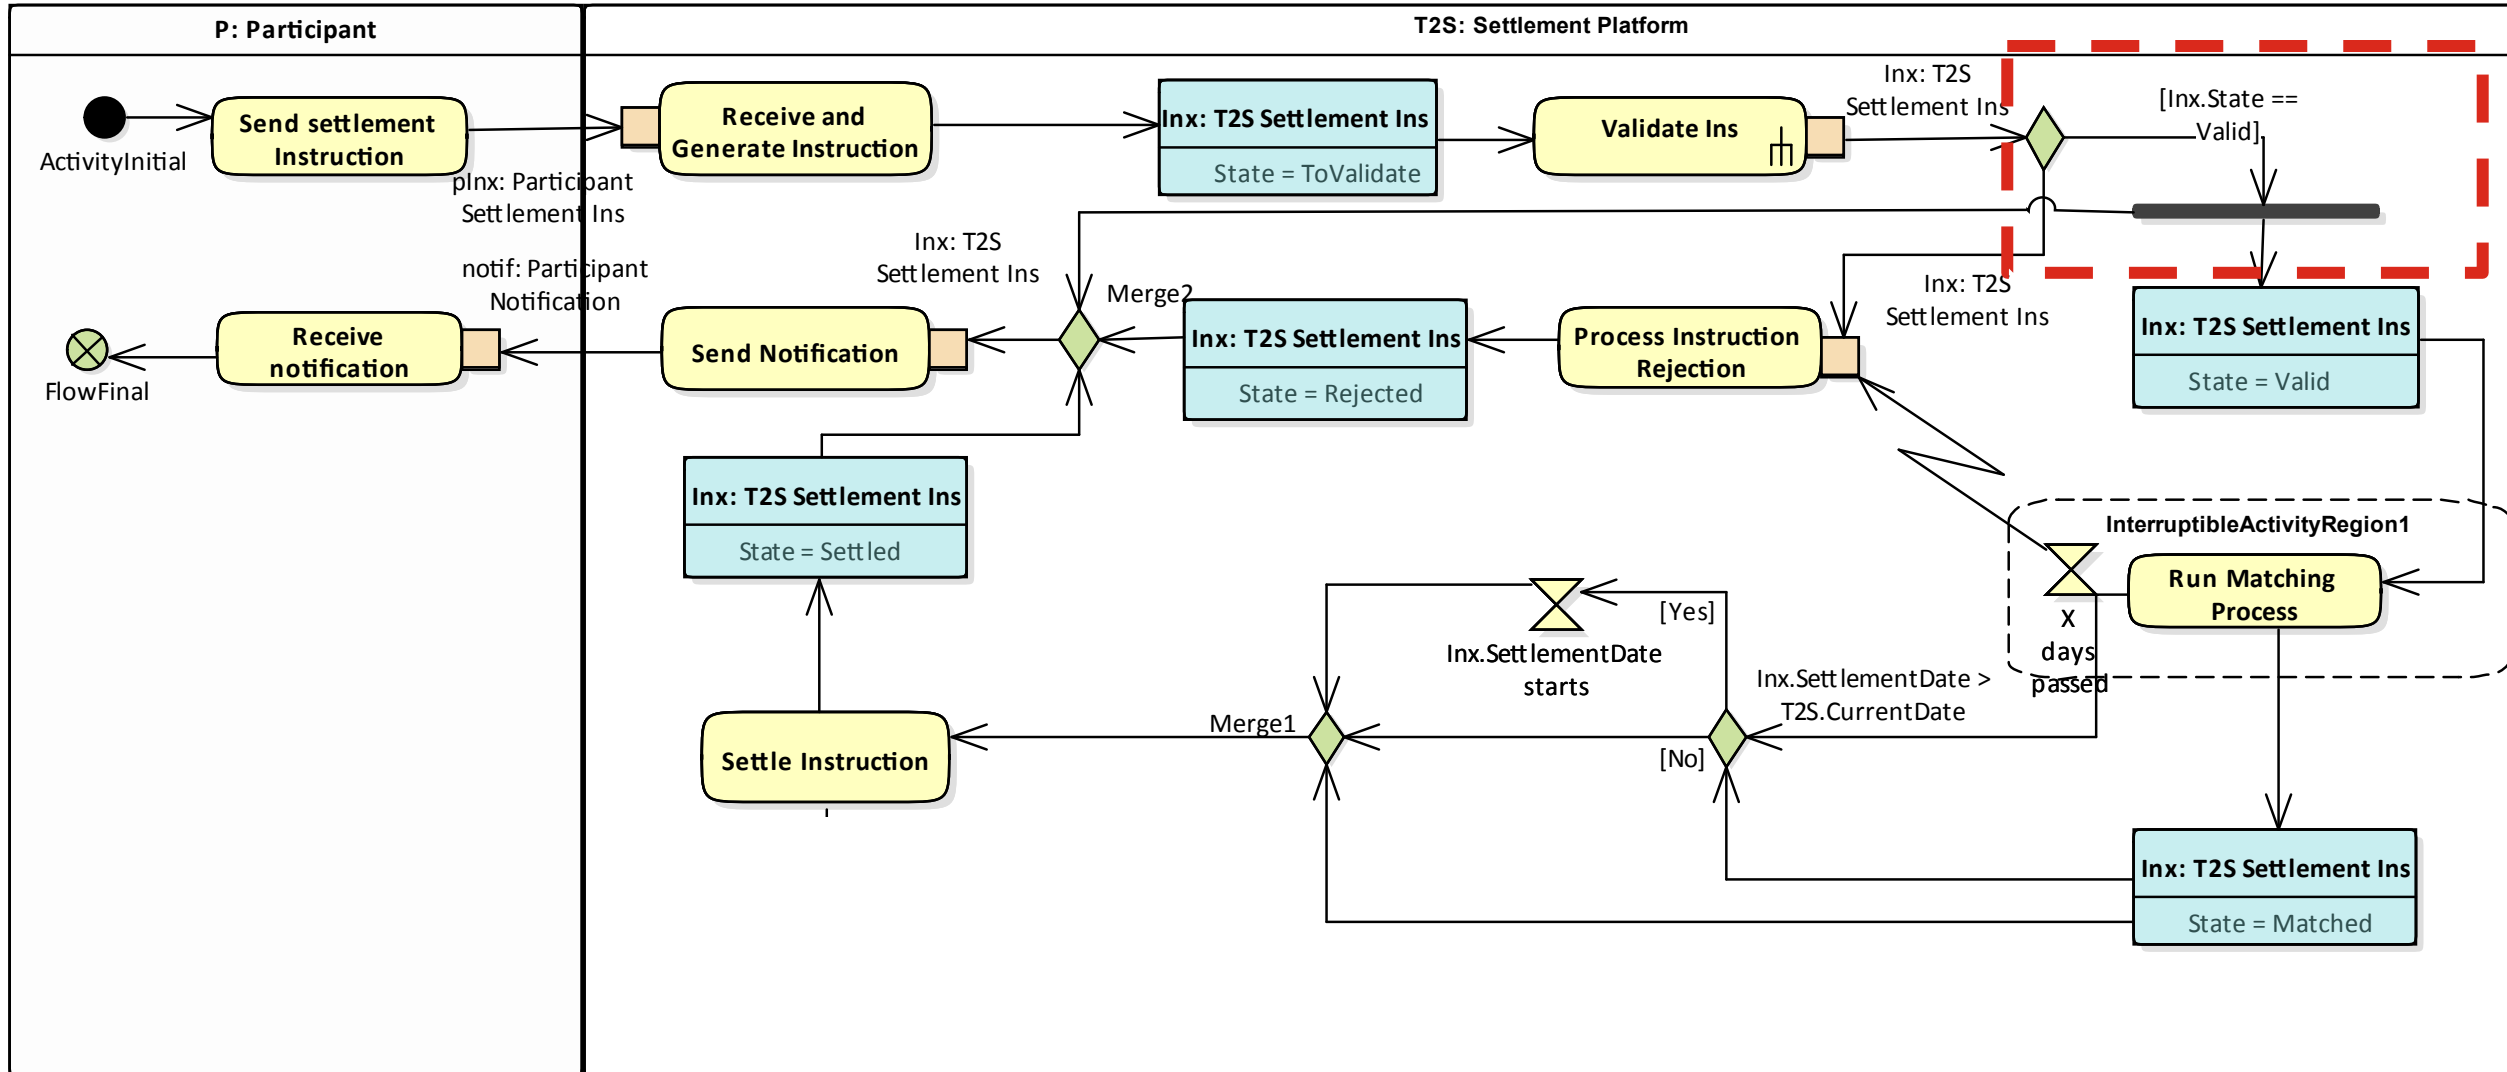 P: Participant
T2S: Settlement Platform
ActivityInitial
Send settlement
Instruction
pInx: Participant
Settlement Ins
Receive and
Generate Instruction
Inx: T2S Settlement Ins
State = ToValidate
Validate Ins
Inx: T2S
Settlement Ins
[Inx.State ==
Valid]
notif: Participant
Notification
FlowFinal
Receive
notification
Send Notification
Inx: T2S
Settlement Ins
Merge2
Inx: T2S Settlement Ins
State = Rejected
Process Instruction
Rejection
Inx: T2S
Settlement Ins
Inx: T2S Settlement Ins
State = Valid
Inx: T2S Settlement Ins
State = Settled
InterruptibleActivityRegion1
Run Matching
Process
X
days
passed
[Yes]
Inx.SettlementDate
starts
Inx.SettlementDate >
T2S.CurrentDate
[No]
Merge1
Settle Instruction
Inx: T2S Settlement Ins
State = Matched